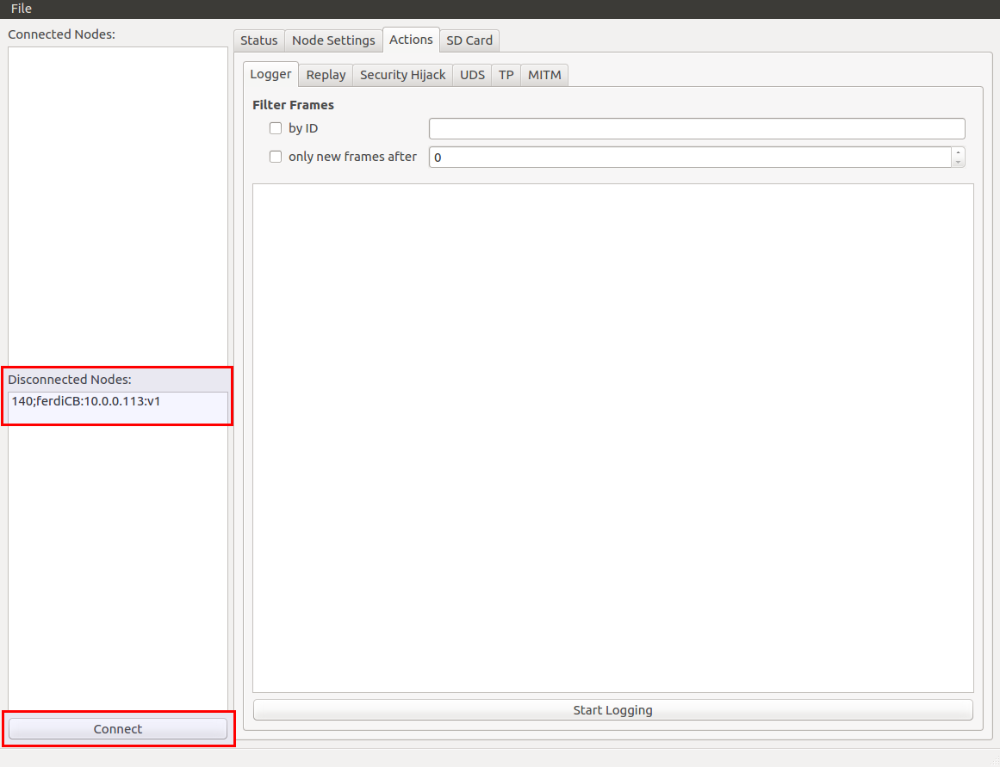 File
Connected Nodes:
Status Node Settings Actions SD Card
Logger Replay Security Hijack UDS TP MITM
Filter Frames
by ID
only new frames after 0
Disconnected Nodes:
140;ferdiCB:10.0.0.113:v1
Start Logging
Connect